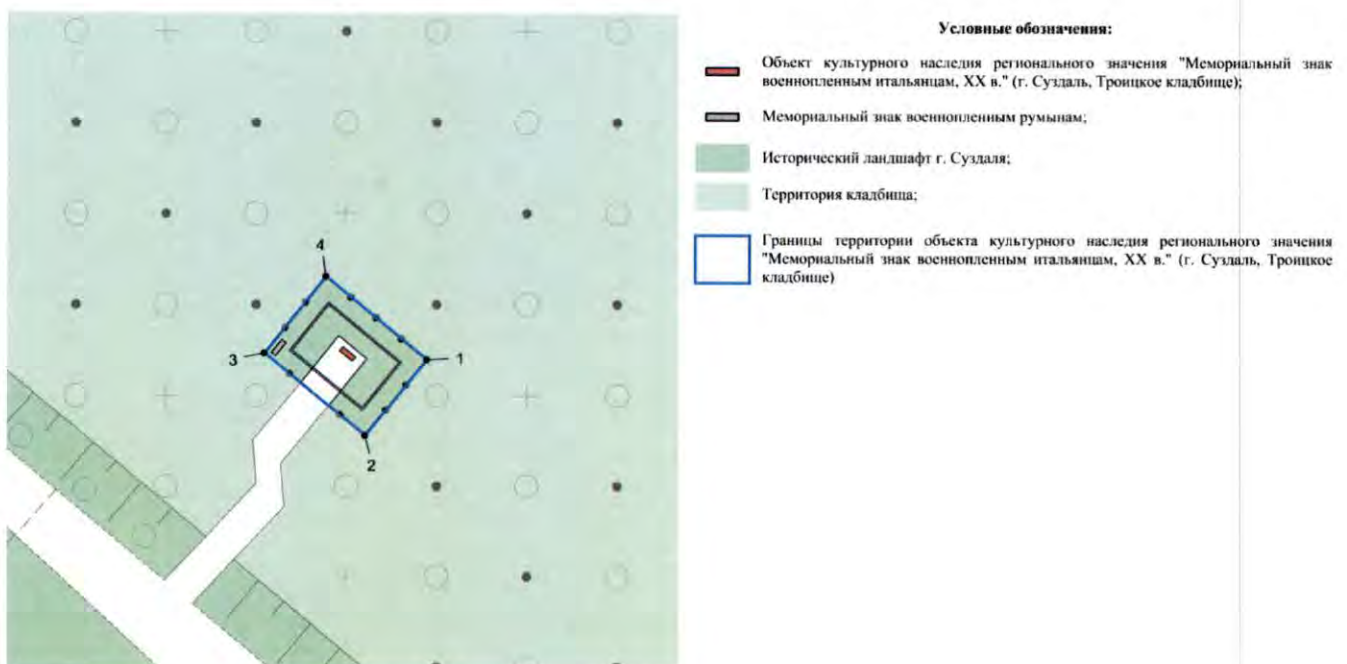 Условные обозначения:
Объект культурного наследия регионального значения "Мемориальный знак
военнопленным итальянцам, XX в." (г. Суздаль, Троицкое кладбище);
Мемориальный знак военнопленным румынам;
Исторический ландшафт г. Суздаля;
Территория кладбища;
Границы территории объекта культурного наследия регионального значения
"Мемориальный знак военнопленным итальянцам, XX в." (г. Суздаль, Троицкое
кладбище)
4
3
1
2